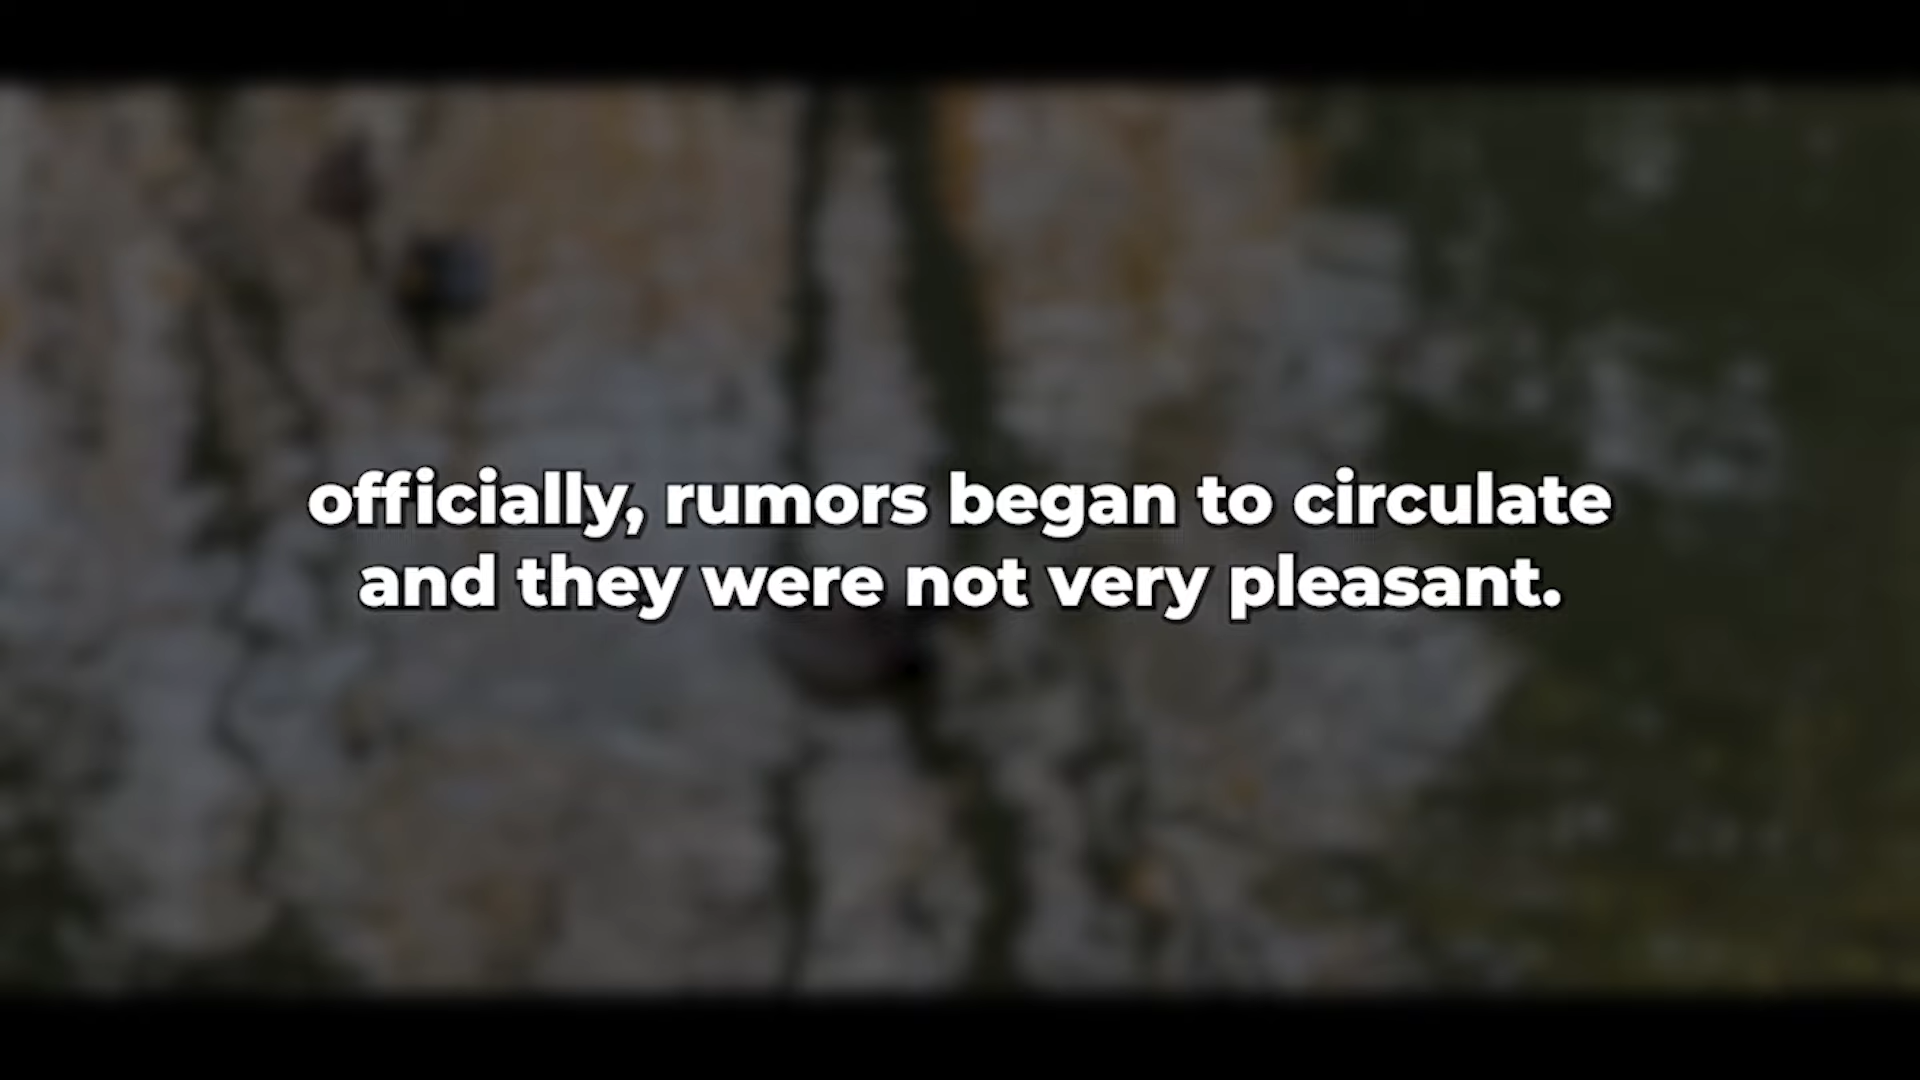 officially, rumors began to circulate
and they were not very pleasant.